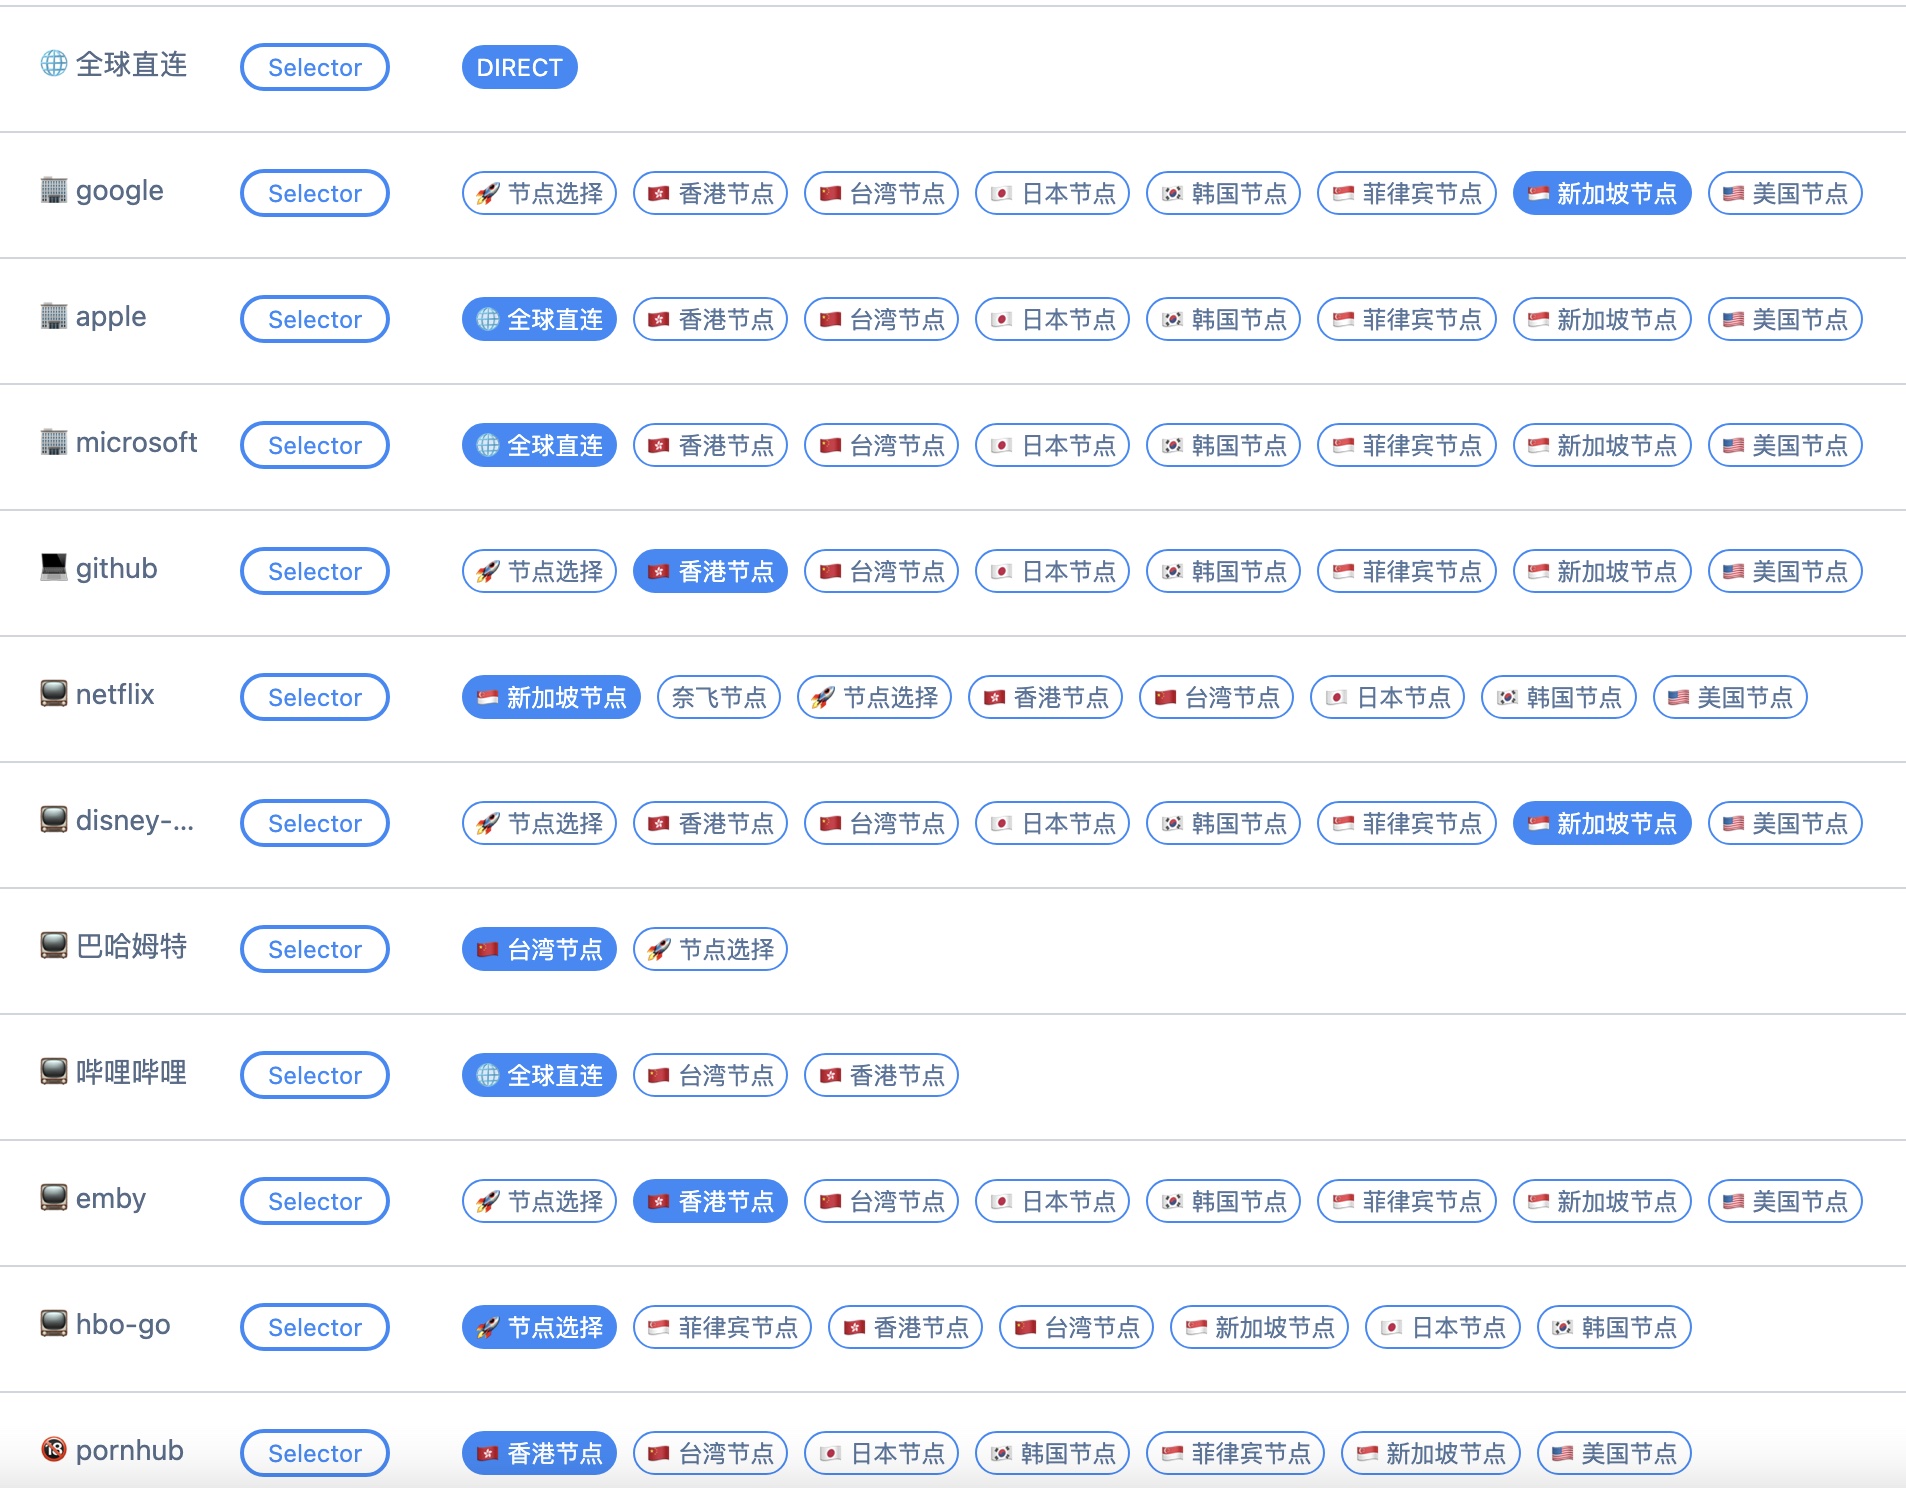 🌐 全球直连 Selector DIRECT
🏢 google Selector 🚀 节点选择 🇭🇰 香港节点 🇨🇳 台湾节点 🇯🇵 日本节点 🇰🇷 韩国节点 🇸🇬 菲律宾节点 🇸🇬 新加坡节点 🇺🇸 美国节点
🏢 apple Selector 🌐 全球直连 🇭🇰 香港节点 🇨🇳 台湾节点 🇯🇵 日本节点 🇰🇷 韩国节点 🇸🇬 菲律宾节点 🇸🇬 新加坡节点 🇺🇸 美国节点
🏢 microsoft Selector 🌐 全球直连 🇭🇰 香港节点 🇨🇳 台湾节点 🇯🇵 日本节点 🇰🇷 韩国节点 🇸🇬 菲律宾节点 🇸🇬 新加坡节点 🇺🇸 美国节点
💻 github Selector 🚀 节点选择 🇭🇰 香港节点 🇨🇳 台湾节点 🇯🇵 日本节点 🇰🇷 韩国节点 🇸🇬 菲律宾节点 🇸🇬 新加坡节点 🇺🇸 美国节点
📺 netflix Selector 🇸🇬 新加坡节点 奈飞节点 🚀 节点选择 🇭🇰 香港节点 🇨🇳 台湾节点 🇯🇵 日本节点 🇰🇷 韩国节点 🇺🇸 美国节点
📺 disney-... Selector 🚀 节点选择 🇭🇰 香港节点 🇨🇳 台湾节点 🇯🇵 日本节点 🇰🇷 韩国节点 🇸🇬 菲律宾节点 🇸🇬 新加坡节点 🇺🇸 美国节点
📺 巴哈姆特 Selector 🇨🇳 台湾节点 🚀 节点选择
📺 哔哩哔哩 Selector 🌐 全球直连 🇨🇳 台湾节点 🇭🇰 香港节点
📺 emby Selector 🚀 节点选择 🇭🇰 香港节点 🇨🇳 台湾节点 🇯🇵 日本节点 🇰🇷 韩国节点 🇸🇬 菲律宾节点 🇸🇬 新加坡节点 🇺🇸 美国节点
📺 hbo-go Selector 🚀 节点选择 🇸🇬 菲律宾节点 🇭🇰 香港节点 🇨🇳 台湾节点 🇸🇬 新加坡节点 🇯🇵 日本节点 🇰🇷 韩国节点
🔞 pornhub Selector 🇭🇰 香港节点 🇨🇳 台湾节点 🇯🇵 日本节点 🇰🇷 韩国节点 🇸🇬 菲律宾节点 🇸🇬 新加坡节点 🇺🇸 美国节点